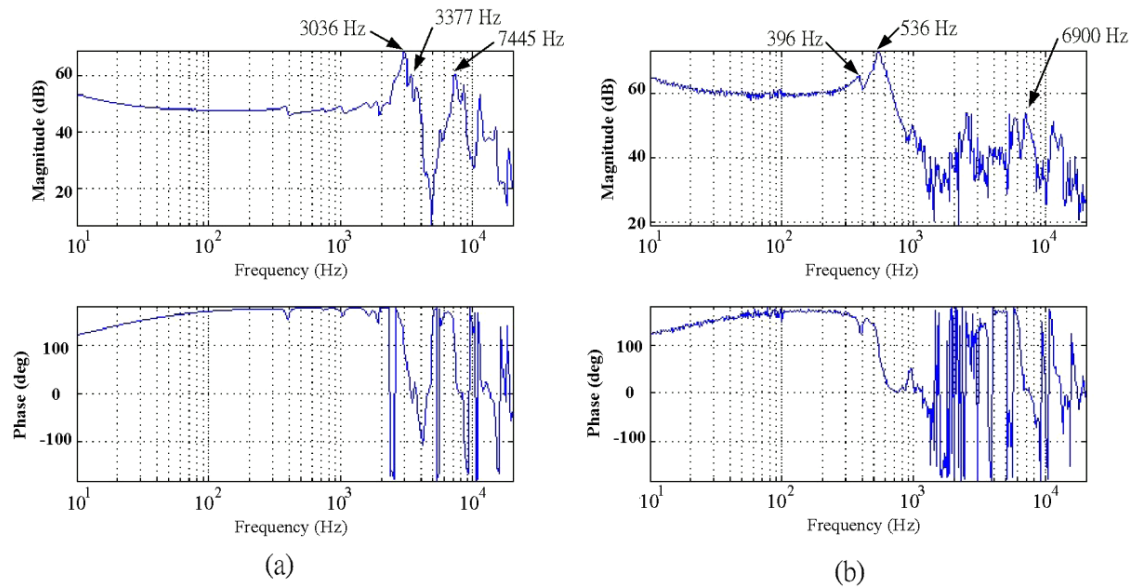 3036 Hz
3377 Hz
7445 Hz
Magnitude (dB)
60
40
20
10^1
10^2
10^3
10^4
Frequency (Hz)
Phase (deg)
100
0
-100
10^1
10^2
10^3
10^4
Frequency (Hz)
(a)
396 Hz
536 Hz
6900 Hz
Magnitude (dB)
60
40
20
10^1
10^2
10^3
10^4
Frequency (Hz)
Phase (deg)
100
0
-100
10^1
10^2
10^3
10^4
Frequency (Hz)
(b)